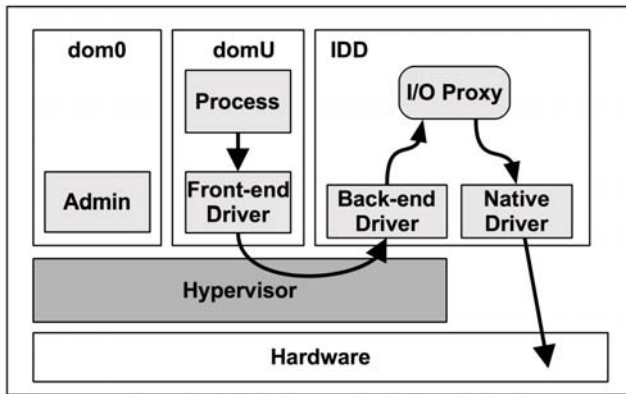 dom0
domU
IDD
Process
I/O Proxy
Admin
Front-end
Driver
Back-end
Driver
Native
Driver
Hypervisor
Hardware